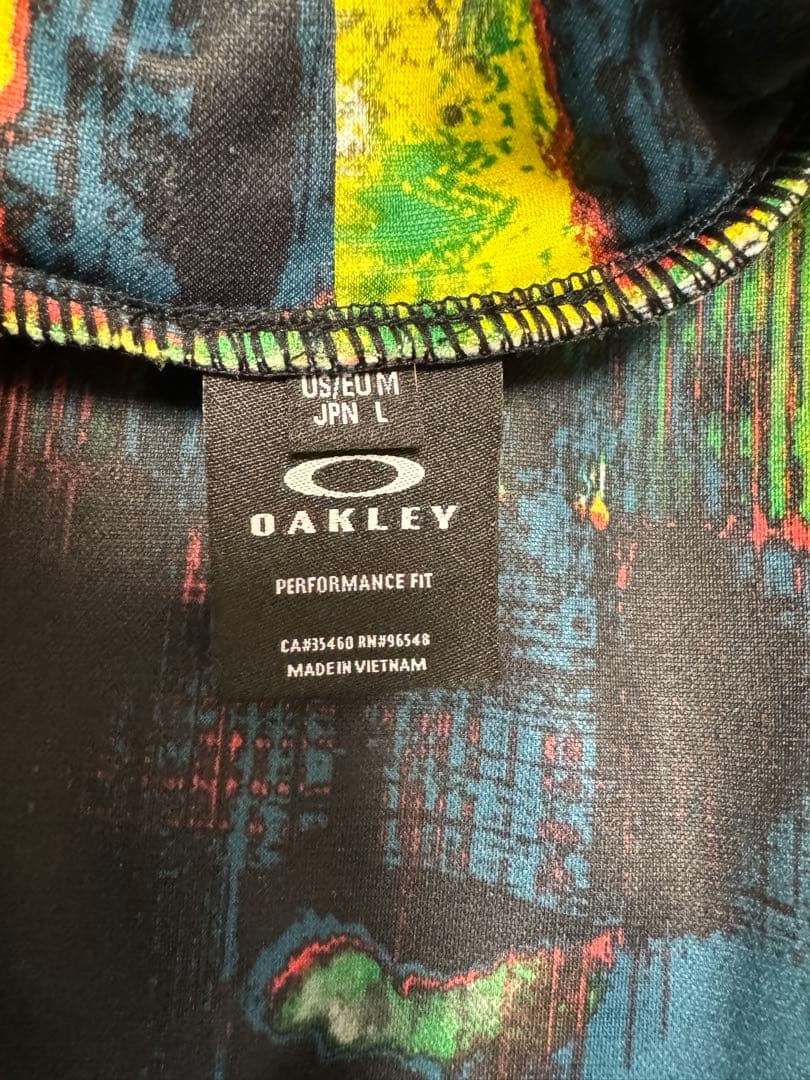 US/EU M
JPN L
OAKLEY
PERFORMANCE FIT
CA#35460 RN#96548
MADE IN VIETNAM